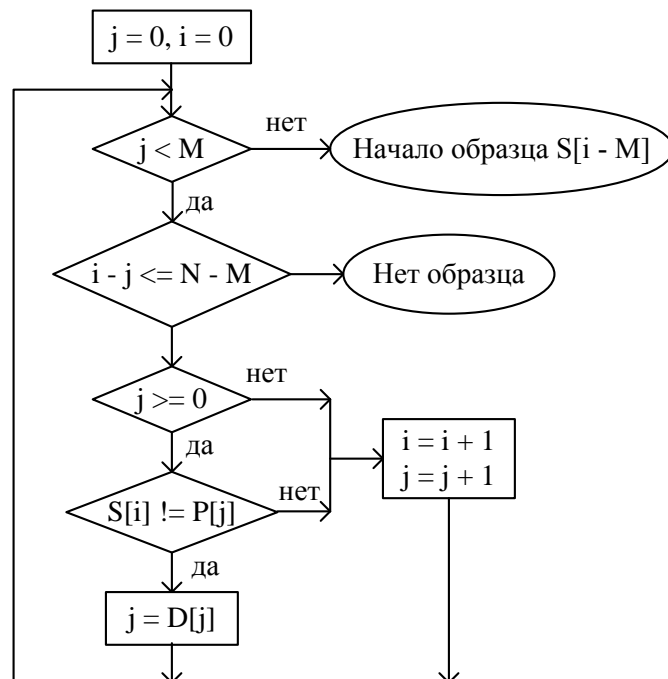 j = 0, i = 0
нет
j < M
Начало образца S[i - M]
да
i - j <= N - M
Нет образца
нет
j >= 0
i = i + 1
j = j + 1
да
нет
S[i] != P[j]
да
j = D[j]